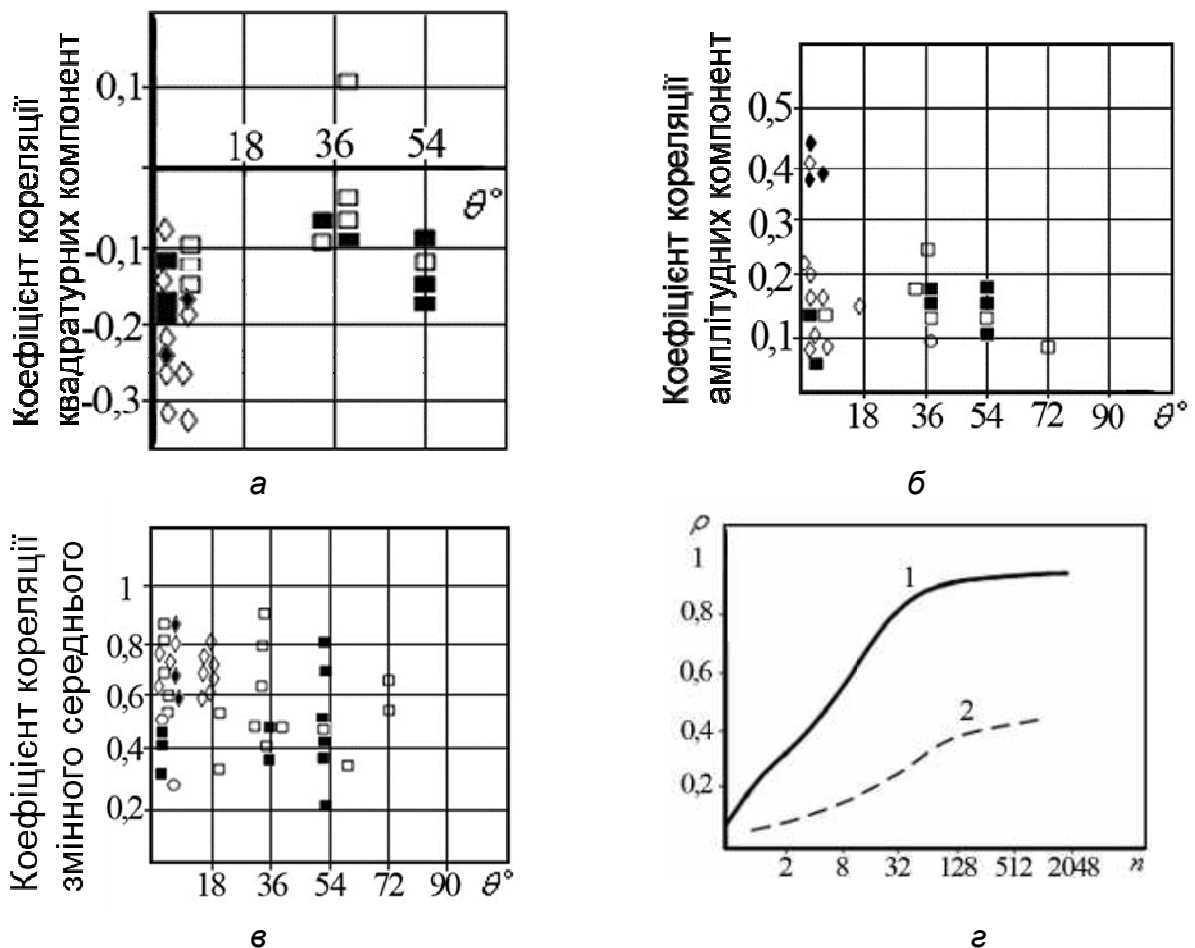 Коефіцієнт кореляції
квадратурних компонент
0,1
18 36 54
θ°
-0,1
-0,2
-0,3
а
Коефіцієнт кореляції
амплітудних компонент
0,5
0,4
0,3
0,2
0,1
18 36 54 72 90 θ°
б
Коефіцієнт кореляції
змінного середнього
1
0,8
0,6
0,4
0,2
18 36 54 72 90 θ°
в
ρ
1
0,8
0,6
0,4
0,2
1
2
2 8 32 128 512 2048 n
г